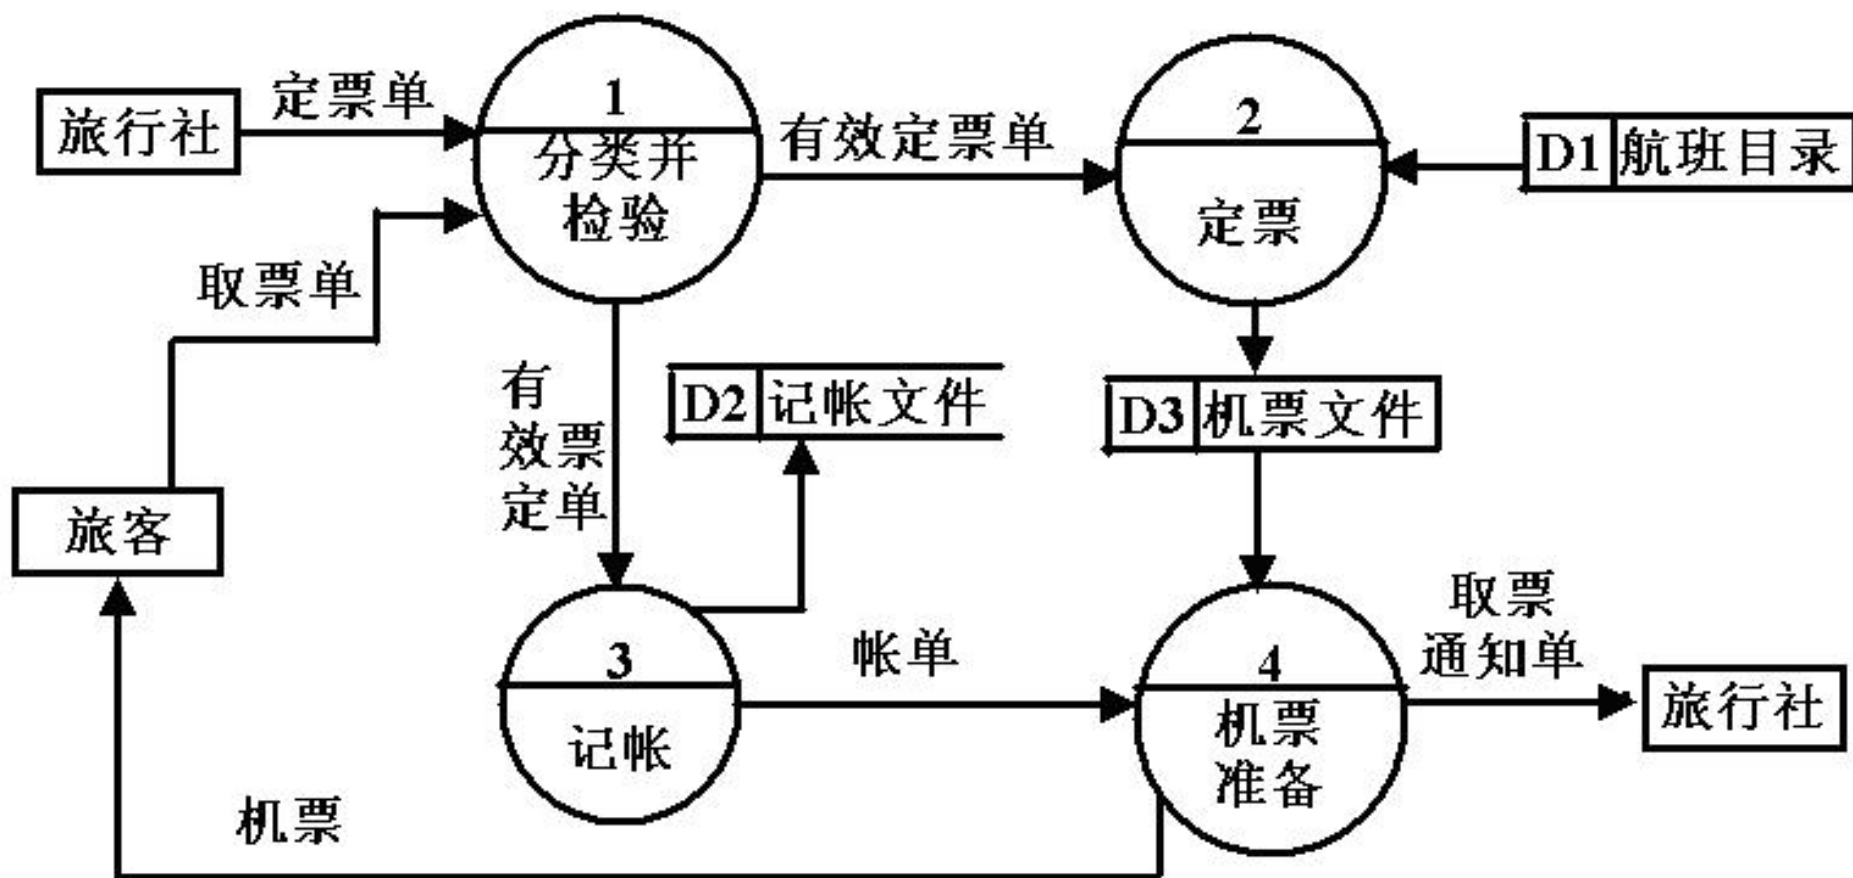 定票单
旅行社
1
分类并
检验
有效定票单
2
定票
D1 航班目录
取票单
有
效票
定单
D2 记帐文件
D3 机票文件
旅客
3
记帐
帐单
4
机票
准备
取票
通知单
旅行社
机票